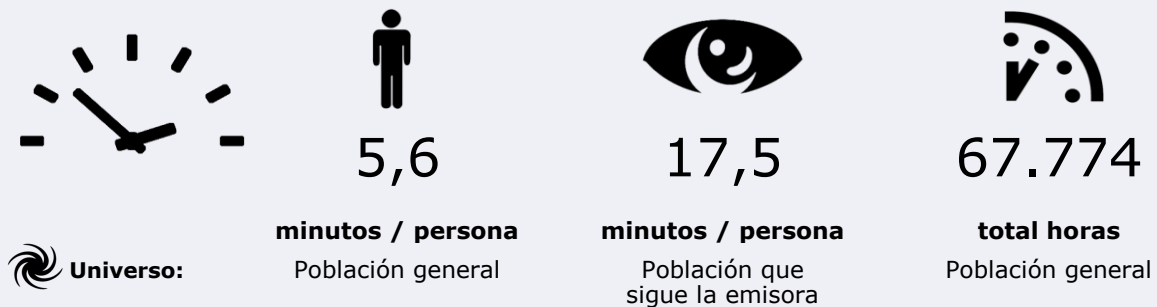 5,6
17,5
67.774
minutos / persona
minutos / persona
total horas
Universo:
Población general
Población que
sigue la emisora
Población general